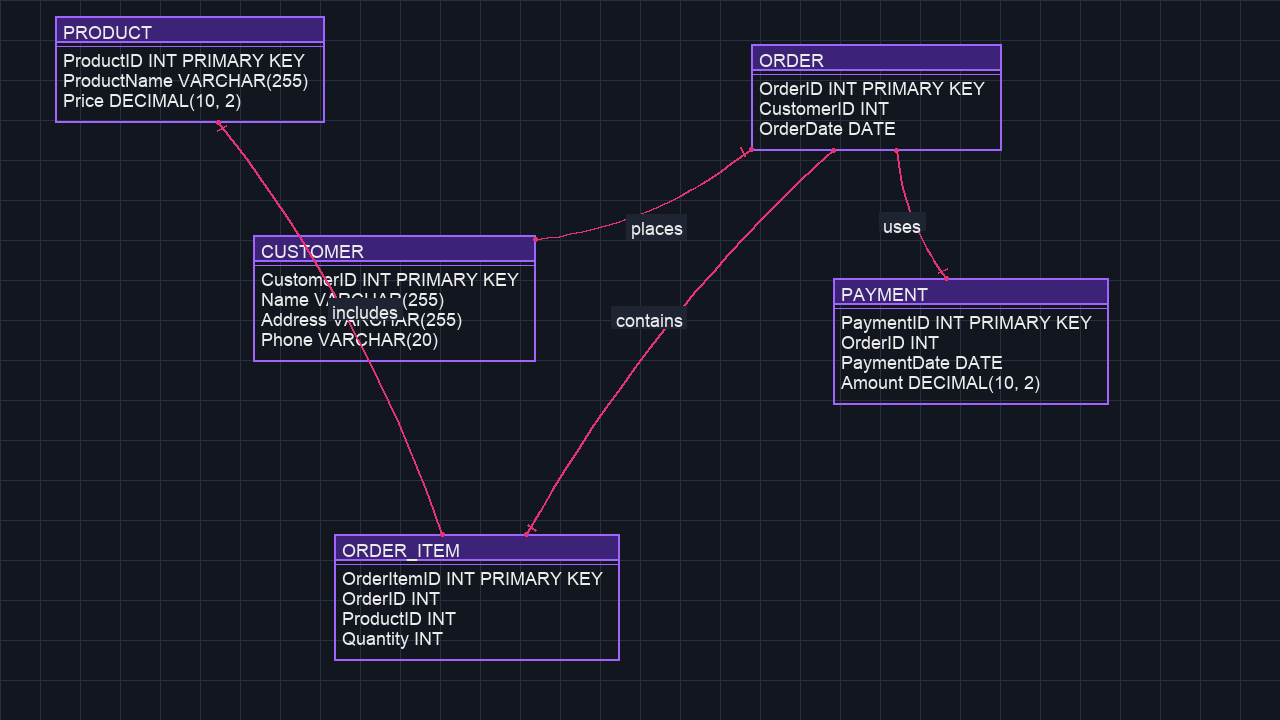 PRODUCT
ProductID INT PRIMARY KEY
ProductName VARCHAR(255)
Price DECIMAL(10, 2)
ORDER
OrderID INT PRIMARY KEY
CustomerID INT
OrderDate DATE
places
uses
CUSTOMER
CustomerID INT PRIMARY KEY
Name VARCHAR(255)
Address VARCHAR(255)
Phone VARCHAR(20)
includes
contains
PAYMENT
PaymentID INT PRIMARY KEY
OrderID INT
PaymentDate DATE
Amount DECIMAL(10, 2)
ORDER_ITEM
OrderItemID INT PRIMARY KEY
OrderID INT
ProductID INT
Quantity INT